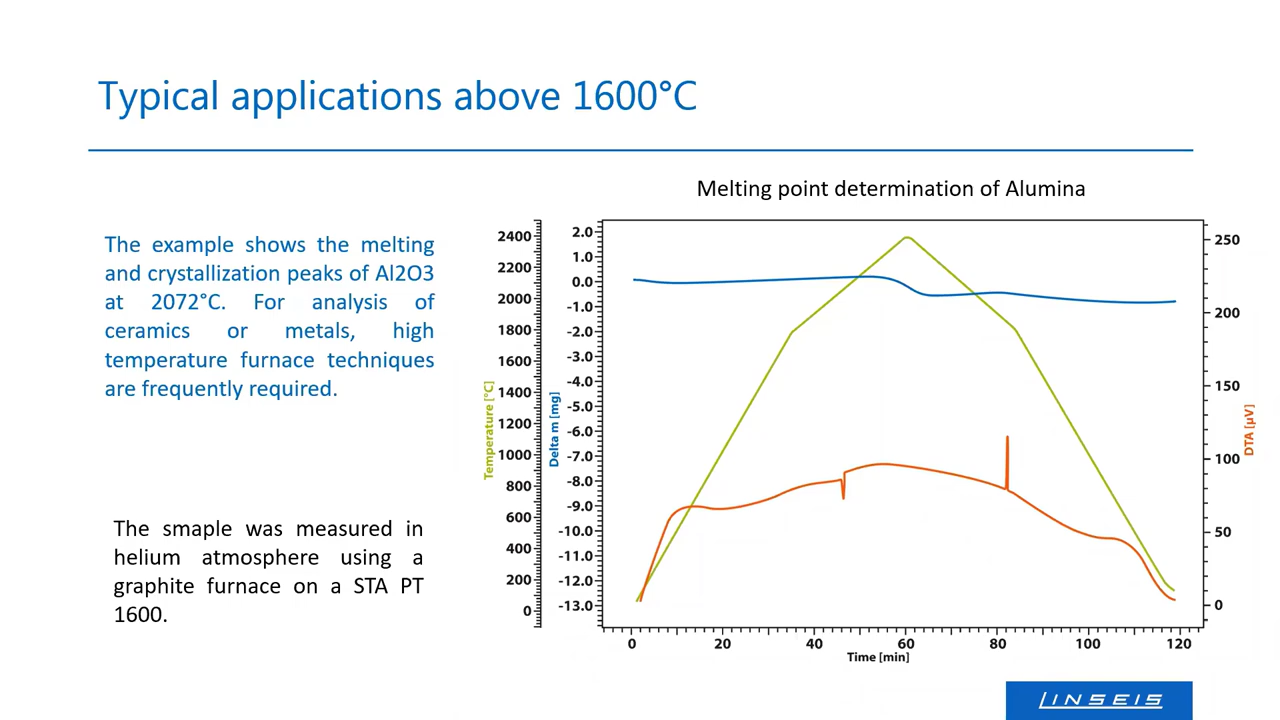 Typical applications above 1600°C
The example shows the melting
and crystallization peaks of Al2O3
at 2072°C. For analysis of
ceramics or metals, high
temperature furnace techniques
are frequently required.
The smaple was measured in
helium atmosphere using a
graphite furnace on a STA PT
1600.
Melting point determination of Alumina
Temperature [°C]
2400
2200
2000
1800
1600
1400
1200
1000
800
600
400
200
0
Delta m [mg]
2.0
1.0
0.0
-1.0
-2.0
-3.0
-4.0
-5.0
-6.0
-7.0
-8.0
-9.0
-10.0
-11.0
-12.0
-13.0
250
200
150
100
50
0
DTA [µV]
0 20 40 60 80 100 120
Time [min]
LINSEIS